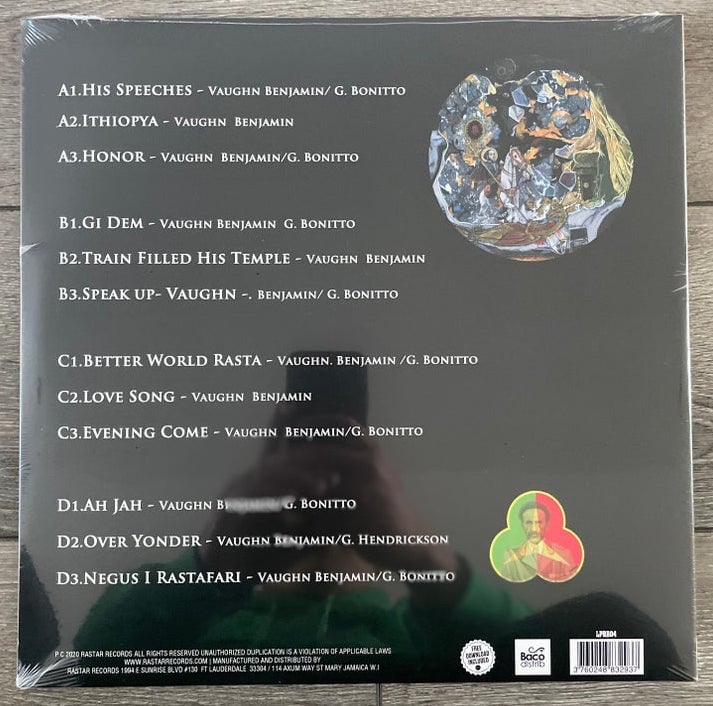 A1.His Speeches - Vaughn Benjamin/ G. Bonitto
A2.Ithiopya - Vaughn Benjamin
A3.Honor - Vaughn Benjamin/G. Bonitto
B1.Gi Dem - Vaughn Benjamin G. Bonitto
B2.Train Filled His Temple - Vaughn Benjamin
B3.Speak up- Vaughn -. Benjamin/ G. Bonitto
C1.Better World Rasta - Vaughn. Benjamin /G. Bonitto
C2.Love Song - Vaughn Benjamin
C3.Evening Come - Vaughn Benjamin/G. Bonitto
D1.Ah Jah - Vaughn G. Bonitto
D2.Over Yonder - Vaughn Benjamin/G. Hendrickson
D3.Negus I Rastafari - Vaughn Benjamin/G. Bonitto
P C 2020 RASTAR RECORDS ALL RIGHTS RESERVED UNAUTHORIZED DUPLICATION IS A VIOLATION OF APPLICABLE LAWS
WWW.RASTARRECORDS.COM | MANUFACTURED AND DISTRIBUTED BY
RASTAR RECORDS 1994 E SUNRISE BLVD #130 FT LAUDERDALE 33304 / 114 AXUM WAY ST MARY JAMAICA W.I
FREE
DOWNLOAD
INCLUDED
Baco
distrib
LPRR04
3 760248 832937